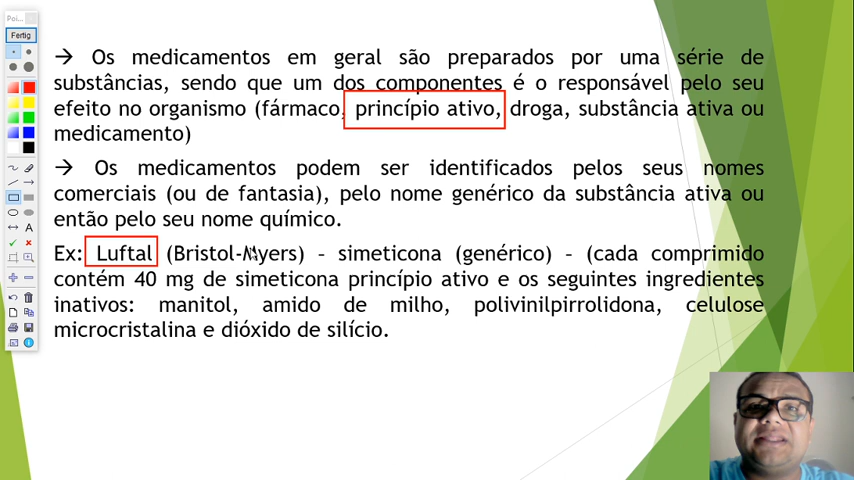 Poi...
Fertig
→ Os medicamentos em geral são preparados por uma série de
substâncias, sendo que um dos componentes é o responsável pelo seu
efeito no organismo (fármaco, princípio ativo, droga, substância ativa ou
medicamento)
→ Os medicamentos podem ser identificados pelos seus nomes
comerciais (ou de fantasia), pelo nome genérico da substância ativa ou
então pelo seu nome químico.
Ex: Luftal (Bristol-Myers) – simeticona (genérico) – (cada comprimido
contém 40 mg de simeticona princípio ativo e os seguintes ingredientes
inativos: manitol, amido de milho, polivinilpirrolidona, celulose
microcristalina e dióxido de silício.